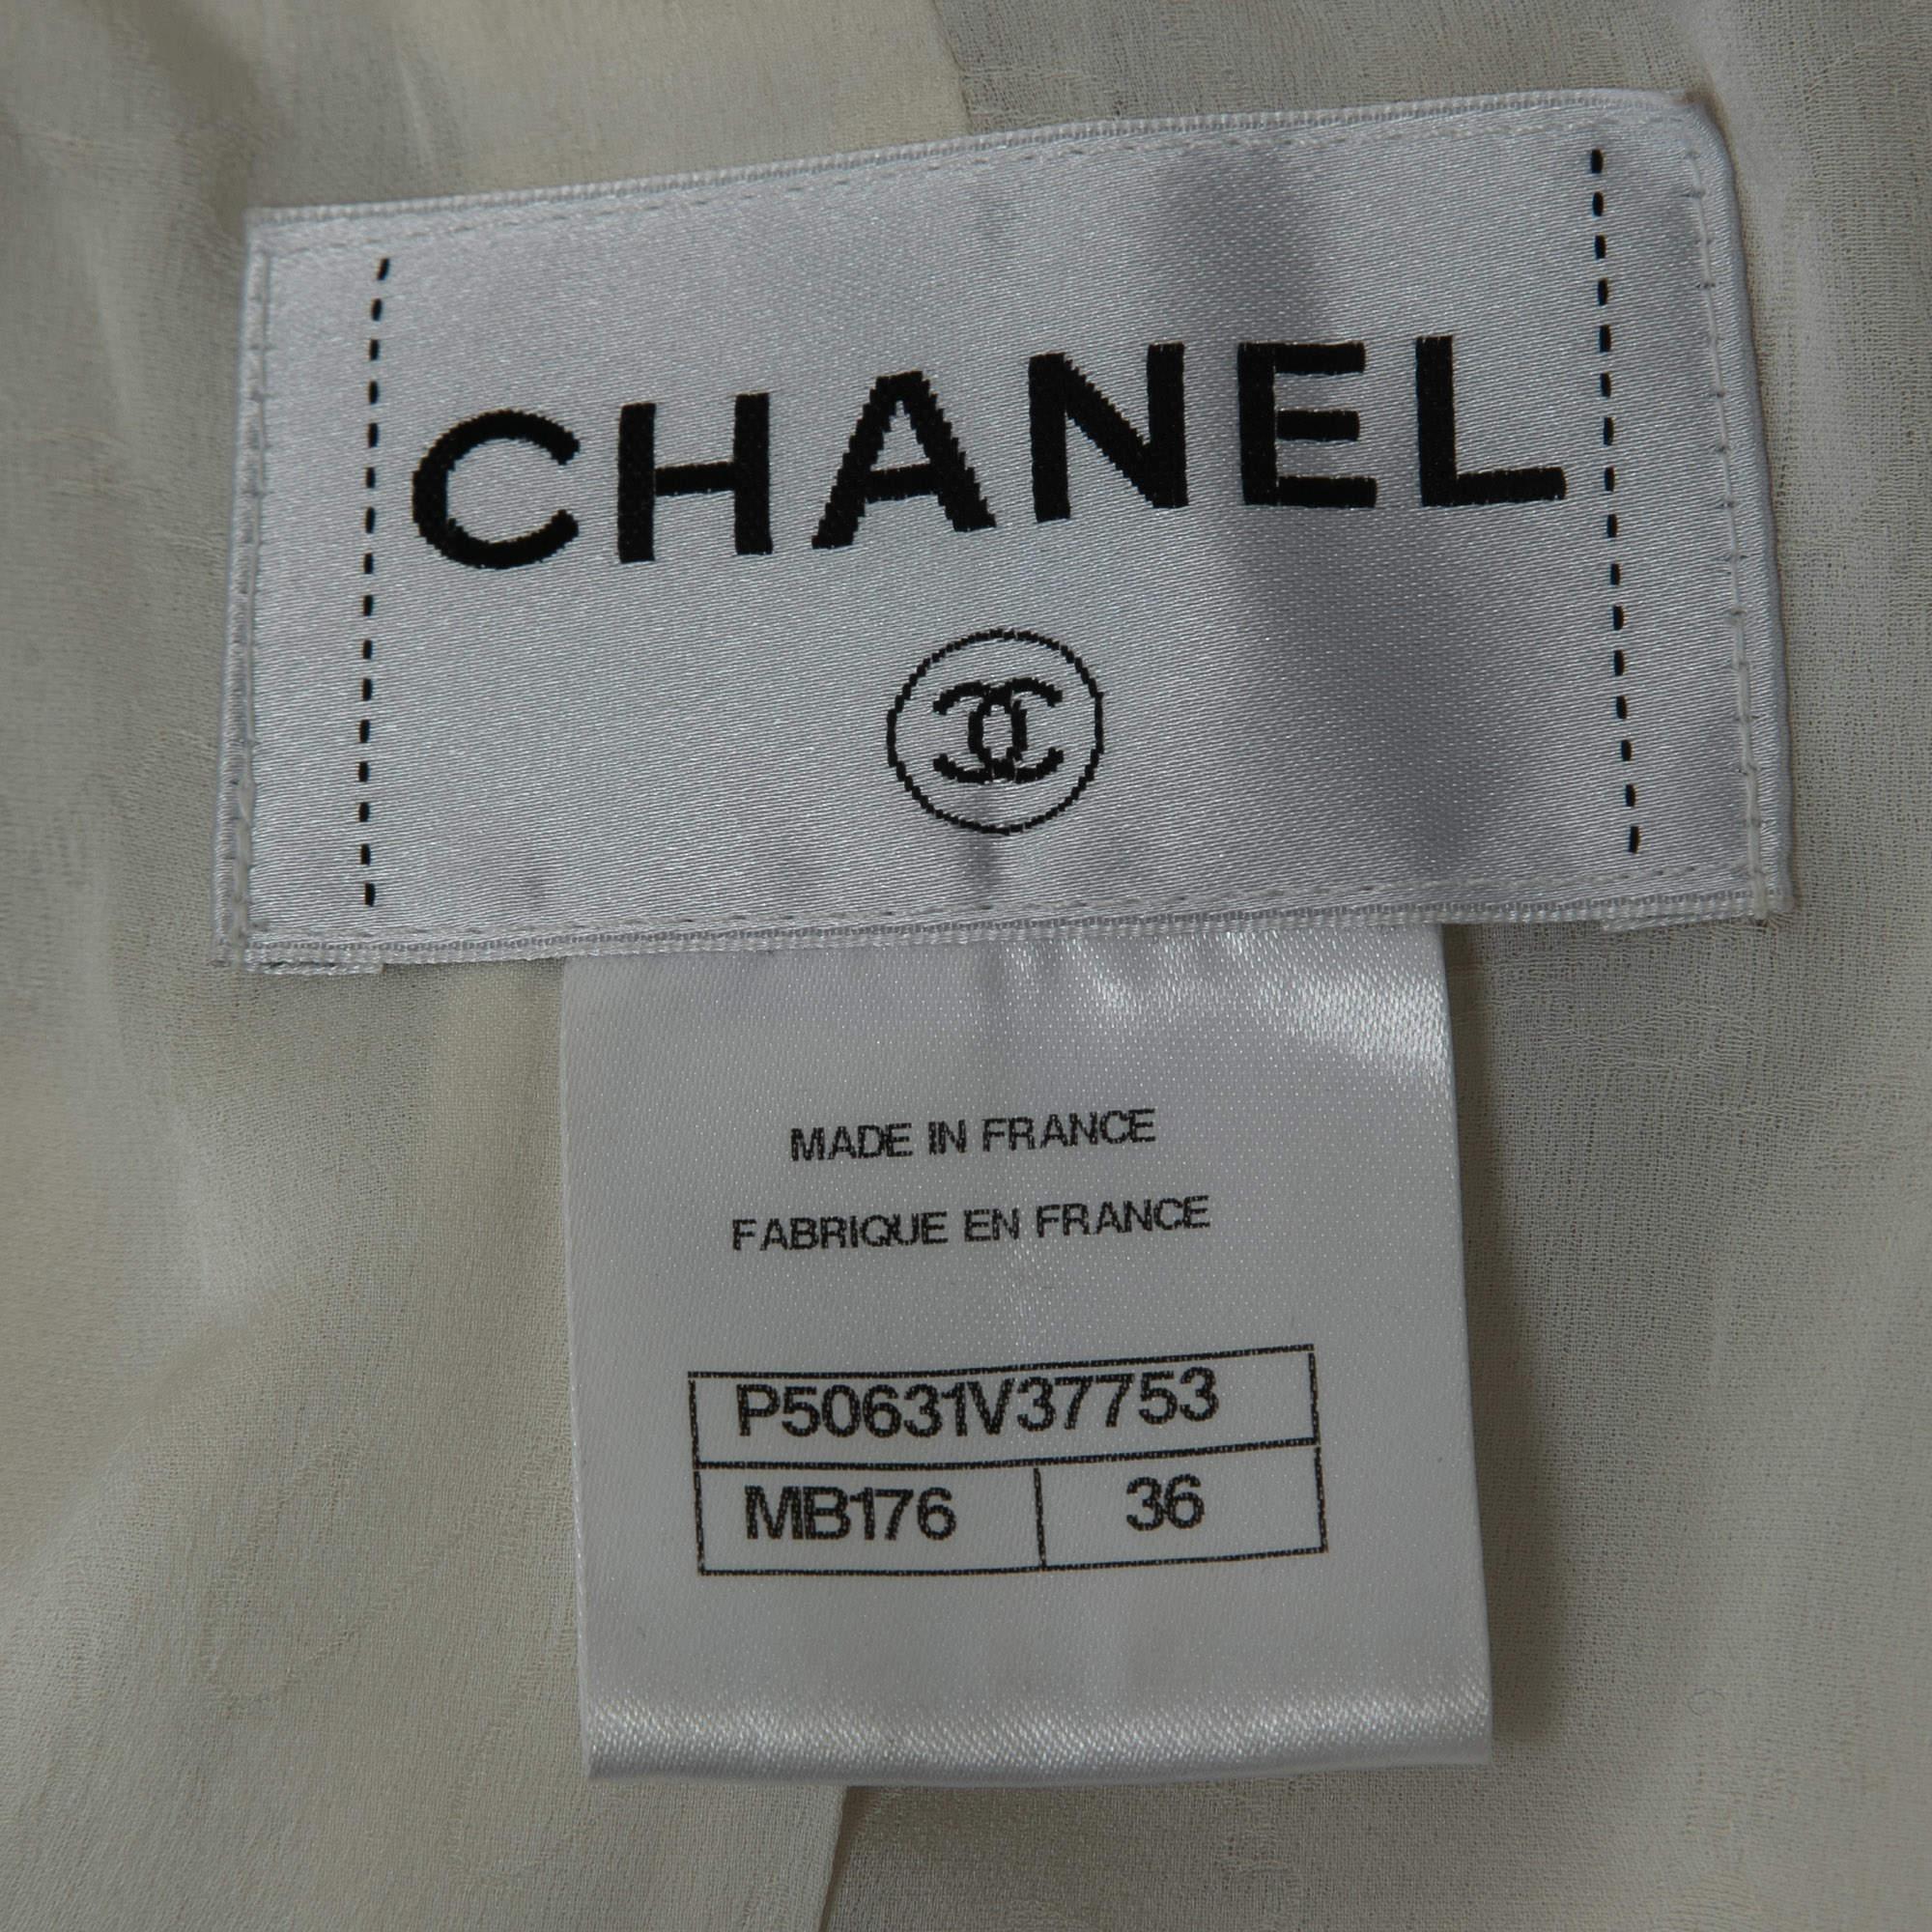 CHANEL
MADE IN FRANCE
FABRIQUE EN FRANCE
P50631V37753
MB176 36